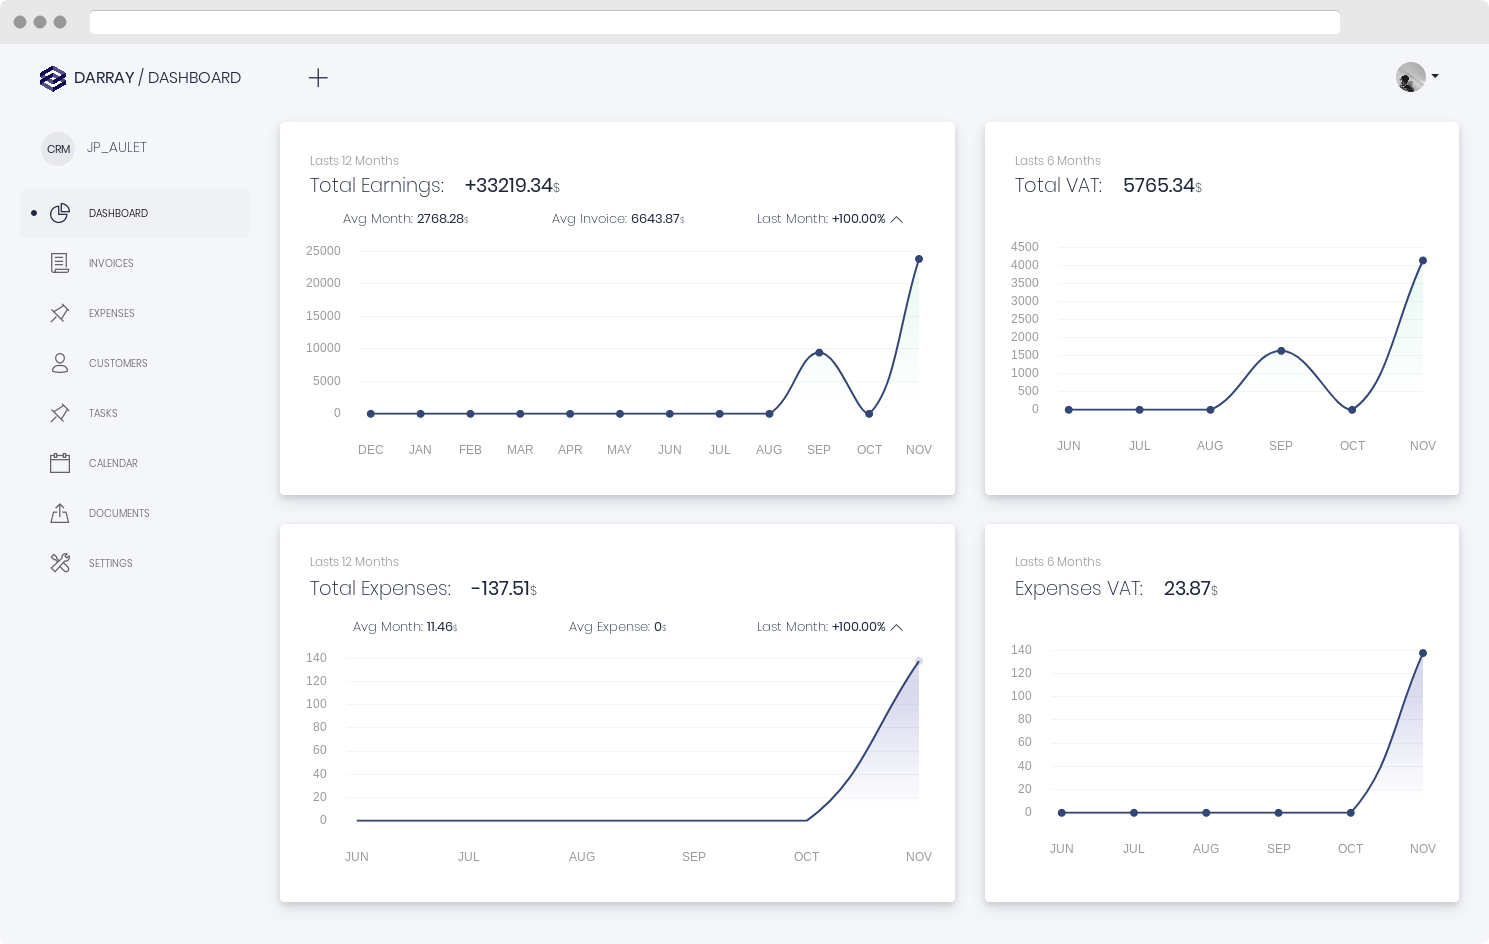 DARRAY / DASHBOARD
CRM JP_AULET
DASHBOARD
INVOICES
EXPENSES
CUSTOMERS
TASKS
CALENDAR
DOCUMENTS
SETTINGS
Lasts 12 Months
Total Earnings: +33219.34$
Avg Month: 2768.28$ Avg Invoice: 6643.87$ Last Month: +100.00%
25000
20000
15000
10000
5000
0
DEC JAN FEB MAR APR MAY JUN JUL AUG SEP OCT NOV
Lasts 6 Months
Total VAT: 5765.34$
4500
4000
3500
3000
2500
2000
1500
1000
500
0
JUN JUL AUG SEP OCT NOV
Lasts 12 Months
Total Expenses: -137.51$
Avg Month: 11.46$ Avg Expense: 0$ Last Month: +100.00%
140
120
100
80
60
40
20
0
JUN JUL AUG SEP OCT NOV
Lasts 6 Months
Expenses VAT: 23.87$
140
120
100
80
60
40
20
0
JUN JUL AUG SEP OCT NOV